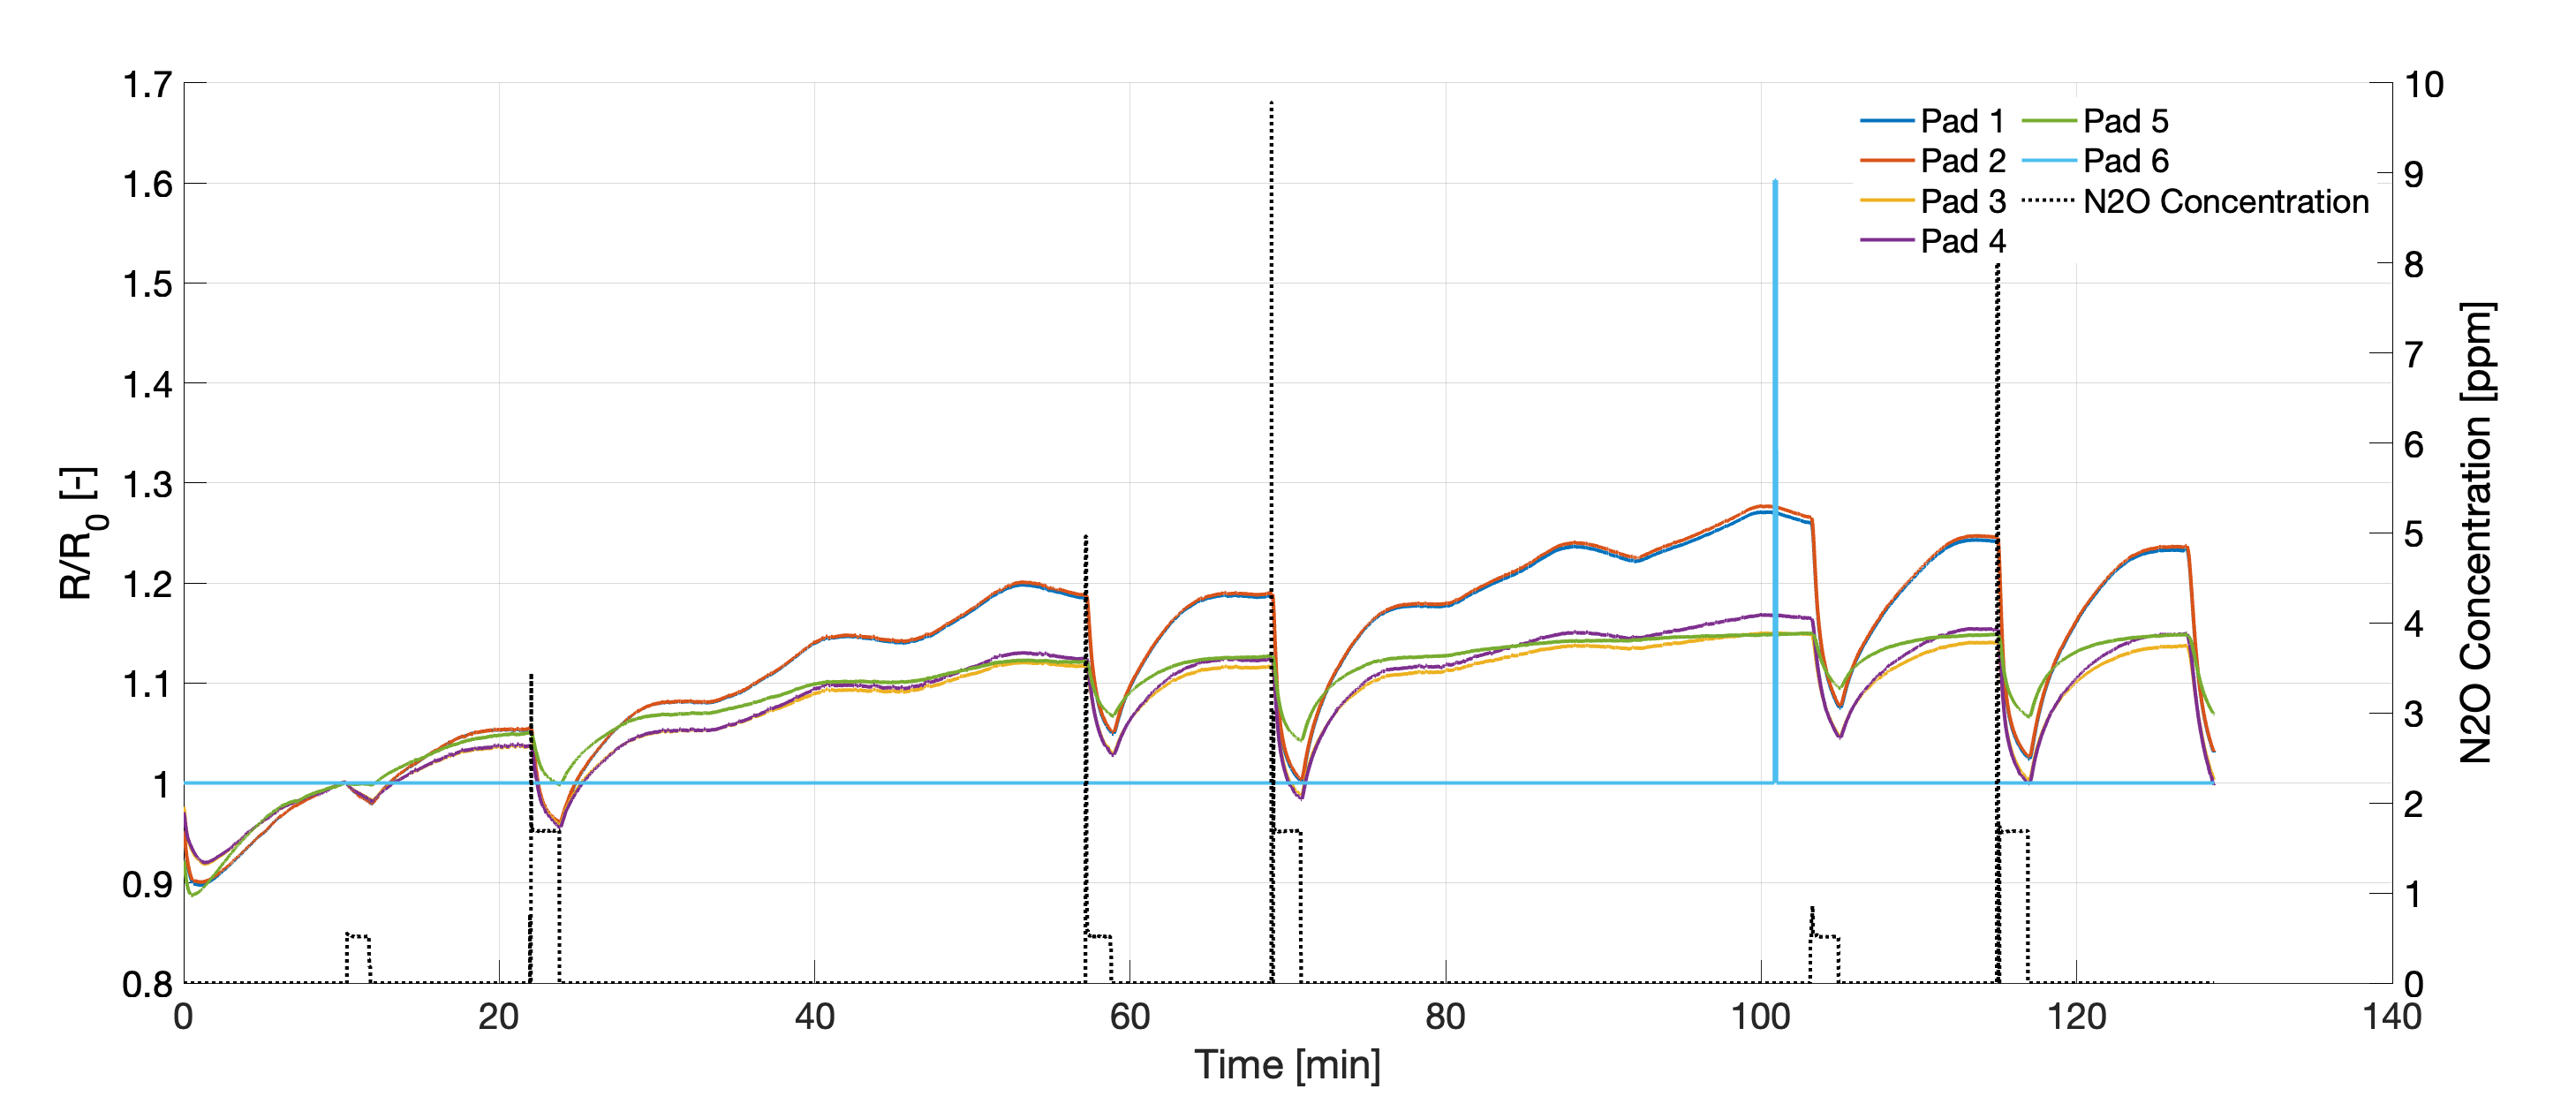 1.7
1.6
1.5
1.4
1.3
1.2
1.1
1
0.9
0.8
R/R0 [-]
0 20 40 60 80 100 120 140
Time [min]
10
9
8
7
6
5
4
3
2
1
0
N2O Concentration [ppm]
Pad 1 Pad 5
Pad 2 Pad 6
Pad 3 N2O Concentration
Pad 4